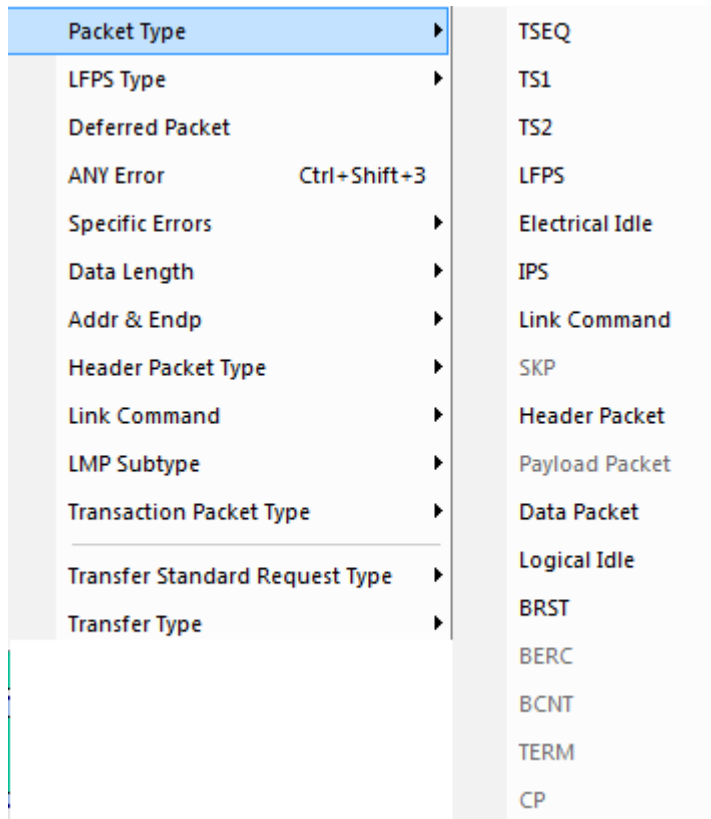 Packet Type
LFPS Type
Deferred Packet
ANY Error Ctrl+Shift+3
Specific Errors
Data Length
Addr & Endp
Header Packet Type
Link Command
LMP Subtype
Transaction Packet Type
Transfer Standard Request Type
Transfer Type
TSEQ
TS1
TS2
LFPS
Electrical Idle
IPS
Link Command
SKP
Header Packet
Payload Packet
Data Packet
Logical Idle
BRST
BERC
BCNT
TERM
CP